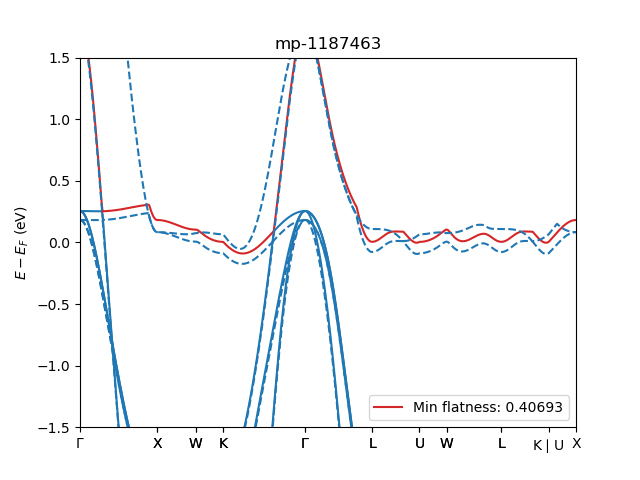 mp-1187463
E − E_F (eV)
1.5
1.0
0.5
0.0
−0.5
−1.0
−1.5
Min flatness: 0.40693
Γ X W K Γ L U W L K | U X